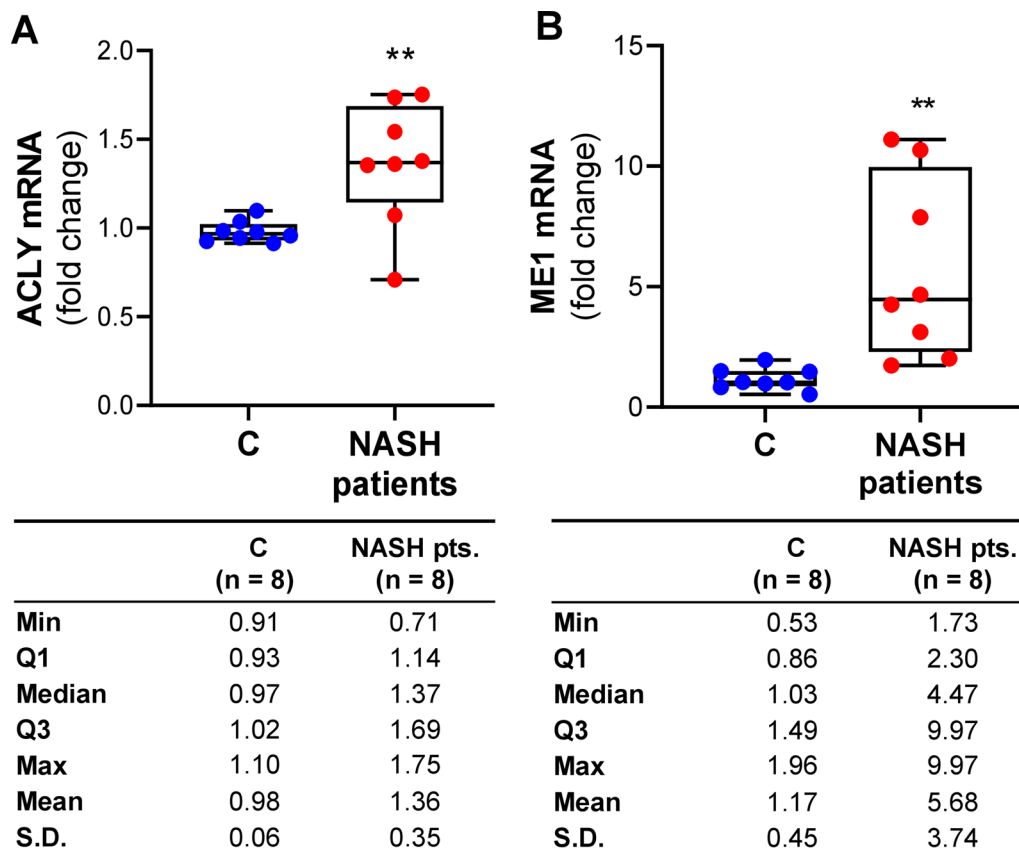 A
B
2.0
1.5
1.0
0.5
0.0
ACLY mRNA
(fold change)
**
C
NASH
patients
15
10
5
0
ME1 mRNA
(fold change)
**
C
NASH
patients
C NASH pts.
(n = 8) (n = 8)
Min 0.91 0.71
Q1 0.93 1.14
Median 0.97 1.37
Q3 1.02 1.69
Max 1.10 1.75
Mean 0.98 1.36
S.D. 0.06 0.35
C NASH pts.
(n = 8) (n = 8)
Min 0.53 1.73
Q1 0.86 2.30
Median 1.03 4.47
Q3 1.49 9.97
Max 1.96 9.97
Mean 1.17 5.68
S.D. 0.45 3.74